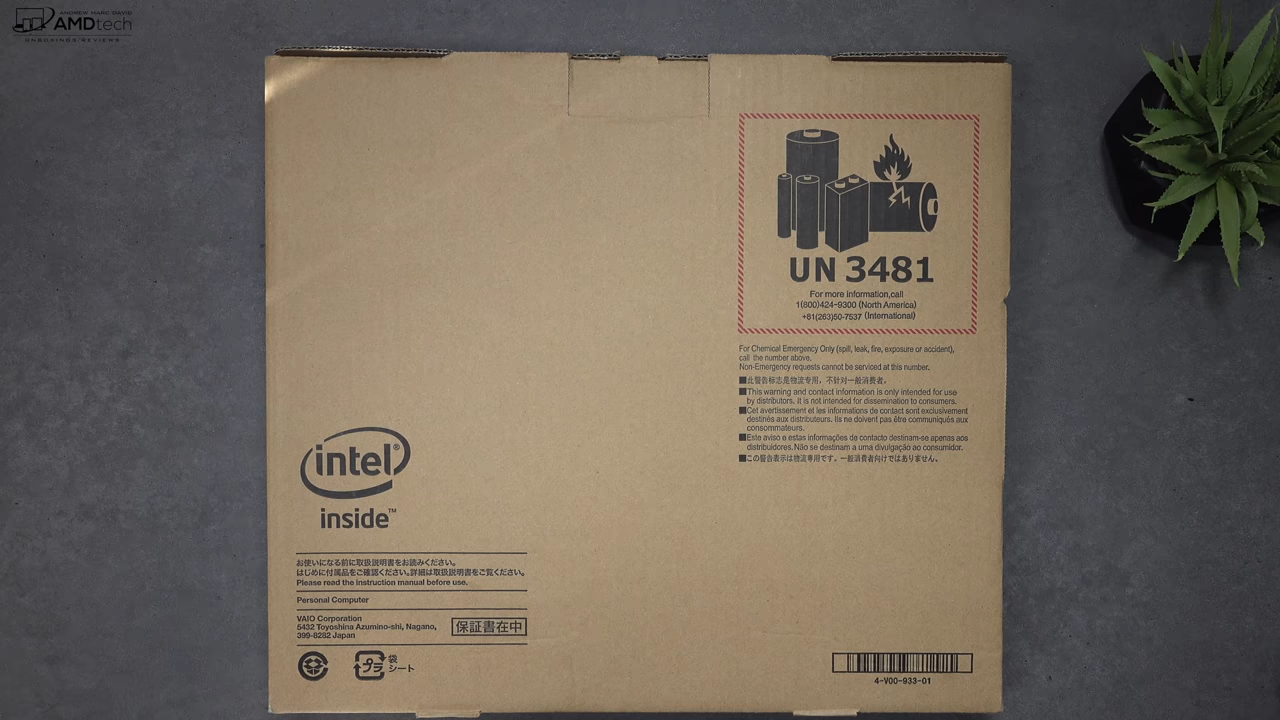 ANDREW MARC DAVID
AMDtech
UNBOXINGS/REVIEWS
UN 3481
For more information,call
1(800)424-9300 (North America)
+81(263)50-7537 (International)
For Chemical Emergency Only (spill, leak, fire, exposure or accident),
call the number above.
Non-Emergency requests cannot be serviced at this number.
■此警告标志是物流专用，不针对一般消费者。
■This warning and contact information is only intended for use
by distributors. It is not intended for dissemination to consumers.
■Cet avertissement et les informations de contact sont exclusivement
destinés aux distributeurs. Ils ne doivent pas être communiqués aux
consommateurs.
■Este aviso e estas informações de contacto destinam-se apenas aos
distribuidores. Não se destinam a uma divulgação ao consumidor.
■この警告表示は物流専用です。一般消費者向けではありません。
intel®
inside™
お使いになる前に取扱説明書をお読みください。
はじめに付属品をご確認ください。詳細は取扱説明書をご覧ください。
Please read the instruction manual before use.
Personal Computer
VAIO Corporation
5432 Toyoshina Azumino-shi, Nagano,
399-8282 Japan
保証書在中
プラ
袋
シート
4-V00-933-01